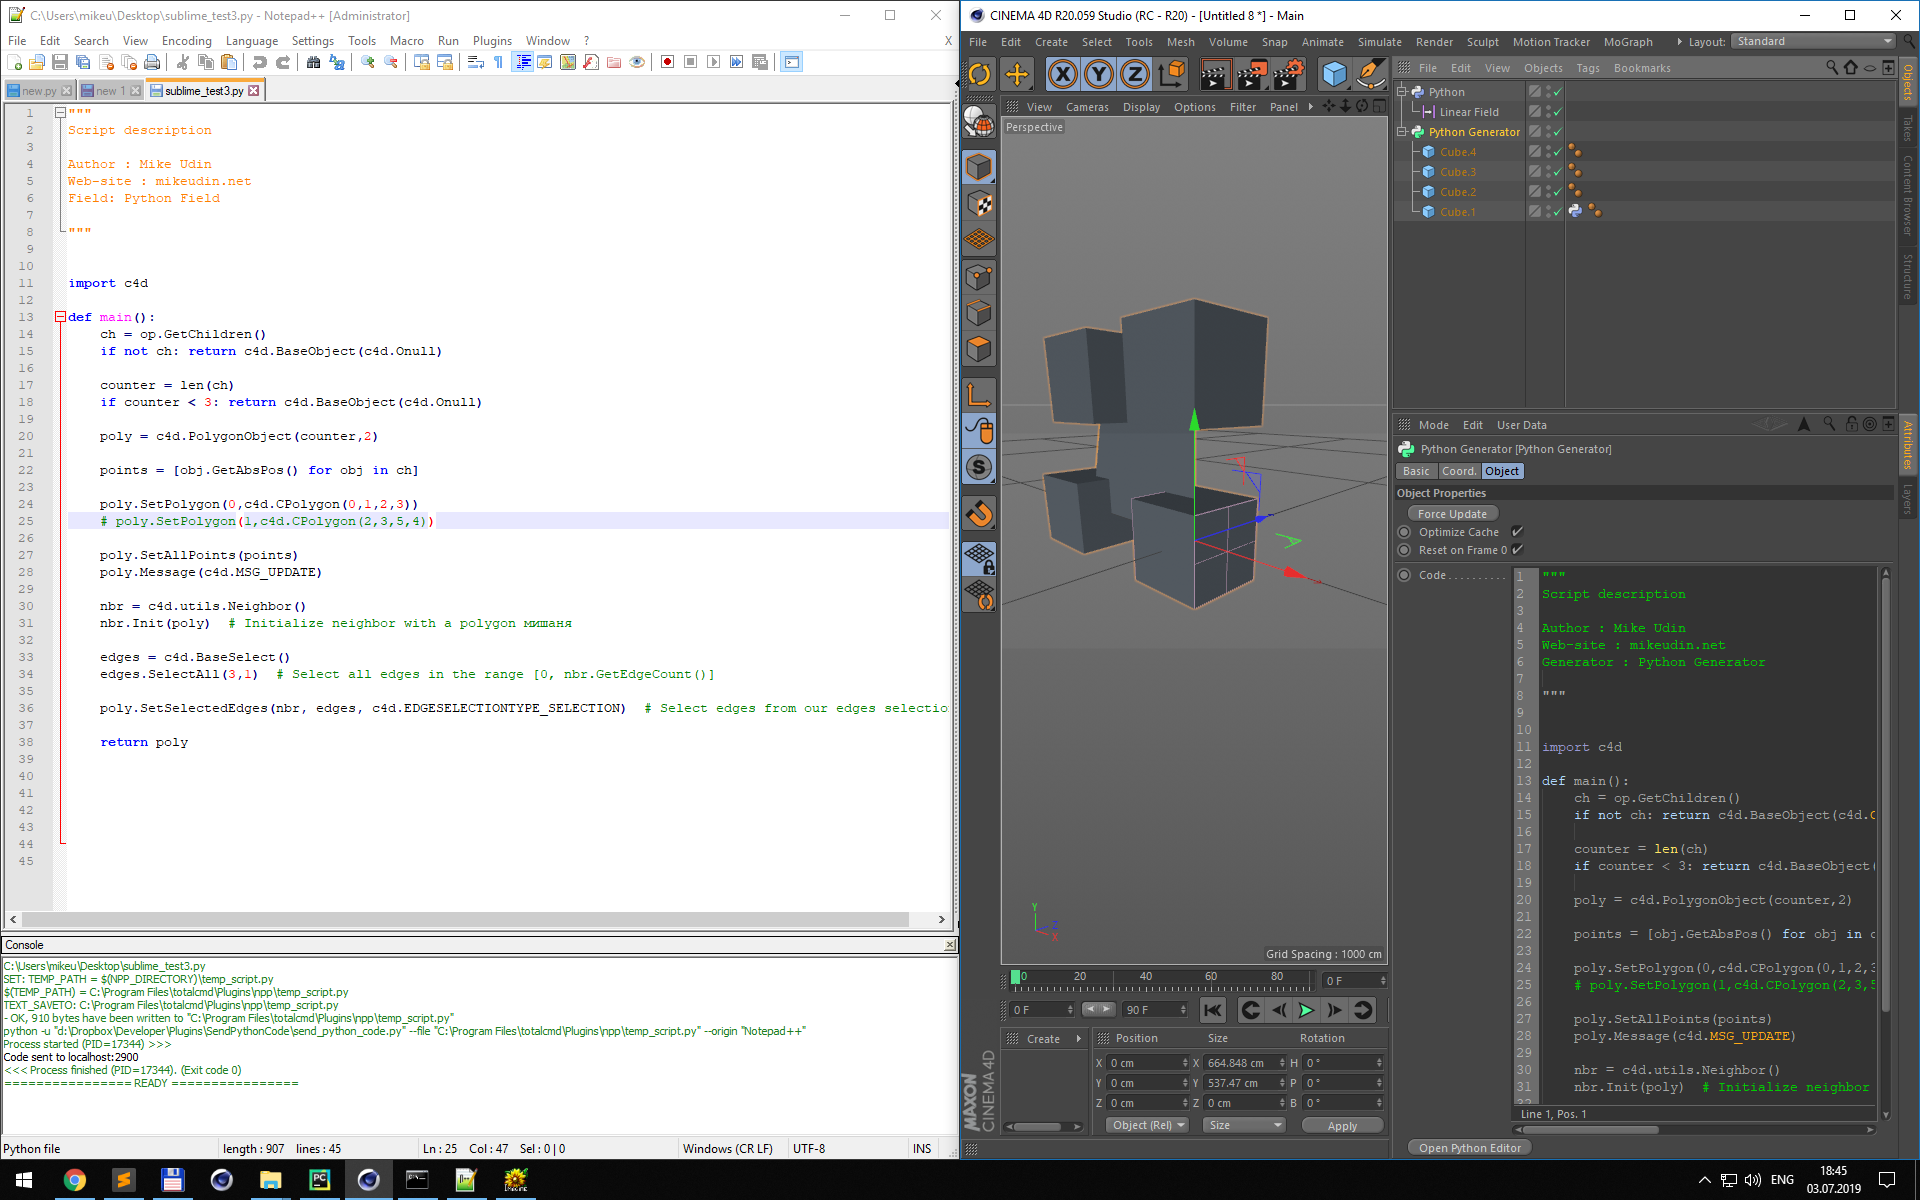 C:\Users\mikeu\Desktop\sublime_test3.py - Notepad++ [Administrator]
File Edit Search View Encoding Language Settings Tools Macro Run Plugins Window ? X
new.py new 1 sublime_test3.py
1 """
2 Script description
3
4 Author : Mike Udin
5 Web-site : mikeudin.net
6 Field: Python Field
7
8 """
9
10
11 import c4d
12
13 def main():
14 ch = op.GetChildren()
15 if not ch: return c4d.BaseObject(c4d.Onull)
16
17 counter = len(ch)
18 if counter < 3: return c4d.BaseObject(c4d.Onull)
19
20 poly = c4d.PolygonObject(counter,2)
21
22 points = [obj.GetAbsPos() for obj in ch]
23
24 poly.SetPolygon(0,c4d.CPolygon(0,1,2,3))
25 # poly.SetPolygon(1,c4d.CPolygon(2,3,5,4))
26
27 poly.SetAllPoints(points)
28 poly.Message(c4d.MSG_UPDATE)
29
30 nbr = c4d.utils.Neighbor()
31 nbr.Init(poly) # Initialize neighbor with a polygon мишаня
32
33 edges = c4d.BaseSelect()
34 edges.SelectAll(3,1) # Select all edges in the range [0, nbr.GetEdgeCount()]
35
36 poly.SetSelectedEdges(nbr, edges, c4d.EDGESELECTIONTYPE_SELECTION) # Select edges from our edges selectio
37
38 return poly
39
40
41
42
43
44
45
Console
C:\Users\mikeu\Desktop\sublime_test3.py
SET: TEMP_PATH = $(NPP_DIRECTORY)\temp_script.py
$(TEMP_PATH) = C:\Program Files\totalcmd\Plugins\npp\temp_script.py
TEXT_SAVETO: C:\Program Files\totalcmd\Plugins\npp\temp_script.py
- OK, 910 bytes have been written to "C:\Program Files\totalcmd\Plugins\npp\temp_script.py"
python -u "d:\Dropbox\Developer\Plugins\SendPythonCode\send_python_code.py" --file "C:\Program Files\totalcmd\Plugins\npp\temp_script.py" --origin "Notepad++"
Process started (PID=17344) >>>
Code sent to localhost:2900
<<< Process finished (PID=17344). (Exit code 0)
================ READY ================
Python file length : 907 lines : 45 Ln : 25 Col : 47 Sel : 0 | 0 Windows (CR LF) UTF-8 INS
CINEMA 4D R20.059 Studio (RC - R20) - [Untitled 8 *] - Main
File Edit Create Select Tools Mesh Volume Snap Animate Simulate Render Sculpt Motion Tracker MoGraph Layout: Standard
X Y Z
View Cameras Display Options Filter Panel
Perspective
S
Y
Z
X
Grid Spacing : 1000 cm
0 20 40 60 80 0 F
0 F 90 F
Create
Position Size Rotation
X 0 cm X 664.848 cm H 0 °
Y 0 cm Y 537.47 cm P 0 °
Z 0 cm Z 0 cm B 0 °
Object (Rel) Size Apply
MAXON
CINEMA 4D
File Edit View Objects Tags Bookmarks
Python
Linear Field
Python Generator
Cube.4
Cube.3
Cube.2
Cube.1
Objects
Takes
Content Browser
Structure
Mode Edit User Data
Python Generator [Python Generator]
Basic Coord. Object
Object Properties
Force Update
Optimize Cache
Reset on Frame 0
Code
1 """
2 Script description
3
4 Author : Mike Udin
5 Web-site : mikeudin.net
6 Generator : Python Generator
7
8 """
9
10
11 import c4d
12
13 def main():
14 ch = op.GetChildren()
15 if not ch: return c4d.BaseObject(c4d.O
16
17 counter = len(ch)
18 if counter < 3: return c4d.BaseObject(
19
20 poly = c4d.PolygonObject(counter,2)
21
22 points = [obj.GetAbsPos() for obj in c
23
24 poly.SetPolygon(0,c4d.CPolygon(0,1,2,3
25 # poly.SetPolygon(1,c4d.CPolygon(2,3,5
26
27 poly.SetAllPoints(points)
28 poly.Message(c4d.MSG_UPDATE)
29
30 nbr = c4d.utils.Neighbor()
31 nbr.Init(poly) # Initialize neighbor
Line 1, Pos. 1
Open Python Editor
Attributes
Layers
ENG
18:45
03.07.2019